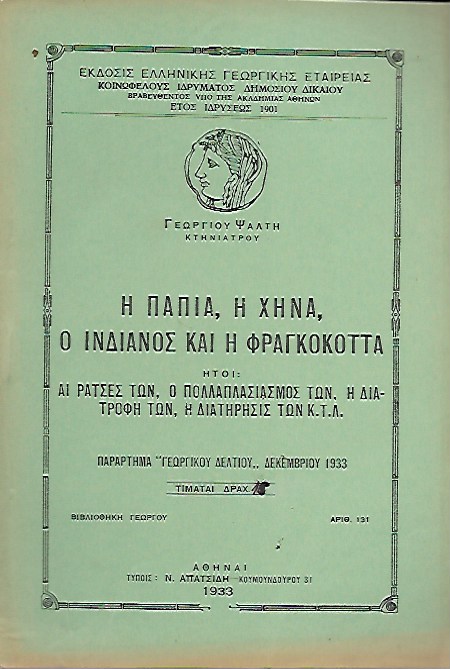 ΕΚΔΟΣΙΣ ΕΛΛΗΝΙΚΗΣ ΓΕΩΡΓΙΚΗΣ ΕΤΑΙΡΕΙΑΣ
ΚΟΙΝΩΦΕΛΟΥΣ ΙΔΡΥΜΑΤΟΣ ΔΗΜΟΣΙΟΥ ΔΙΚΑΙΟΥ
ΒΡΑΒΕΥΘΕΝΤΟΣ ΥΠΟ ΤΗΣ ΑΚΑΔΗΜΙΑΣ ΑΘΗΝΩΝ
ΕΤΟΣ ΙΔΡΥΣΕΩΣ 1901
ΓΕΩΡΓΙΟΥ ΨΑΛΤΗ
ΚΤΗΝΙΑΤΡΟΥ
Η ΠΑΠΙΑ, Η ΧΗΝΑ,
Ο ΙΝΔΙΑΝΟΣ ΚΑΙ Η ΦΡΑΓΚΟΚΟΤΤΑ
ΗΤΟΙ:
ΑΙ ΡΑΤΣΕΣ ΤΩΝ, Ο ΠΟΛΛΑΠΛΑΣΙΑΣΜΟΣ ΤΩΝ, Η ΔΙΑ-
ΤΡΟΦΗ ΤΩΝ, Η ΔΙΑΤΗΡΗΣΙΣ ΤΩΝ Κ.Τ.Λ.
ΠΑΡΑΡΤΗΜΑ "ΓΕΩΡΓΙΚΟΥ ΔΕΛΤΙΟΥ,, ΔΕΚΕΜΒΡΙΟΥ 1933
ΤΙΜΑΤΑΙ ΔΡΑΧ
ΒΙΒΛΙΟΘΗΚΗ ΓΕΩΡΓΟΥ ΑΡΙΘ. 131
ΑΘΗΝΑΙ
ΤΥΠΟΙΣ: Ν. ΑΠΑΤΣΙΔΗ ΚΟΥΜΟΥΝΔΟΥΡΟΥ 31
1933